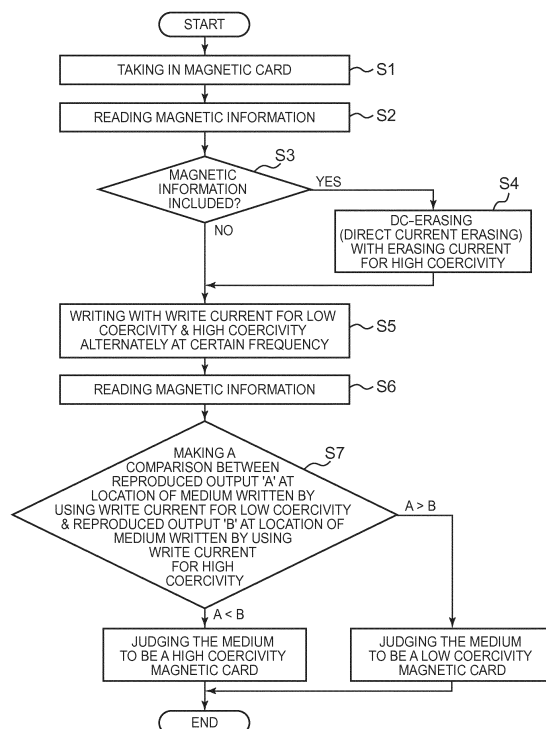 START
TAKING IN MAGNETIC CARD
S1
READING MAGNETIC INFORMATION
S2
S3
MAGNETIC
INFORMATION
INCLUDED?
YES
NO
S4
DC-ERASING
(DIRECT CURRENT ERASING)
WITH ERASING CURRENT
FOR HIGH COERCIVITY
WRITING WITH WRITE CURRENT FOR LOW
COERCIVITY & HIGH COERCIVITY
ALTERNATELY AT CERTAIN FREQUENCY
S5
READING MAGNETIC INFORMATION
S6
S7
MAKING A
COMPARISON BETWEEN
REPRODUCED OUTPUT 'A' AT
LOCATION OF MEDIUM WRITTEN BY
USING WRITE CURRENT FOR LOW COERCIVITY
& REPRODUCED OUTPUT 'B' AT LOCATION OF
MEDIUM WRITTEN BY USING
WRITE CURRENT
FOR HIGH
COERCIVITY
A > B
A < B
JUDGING THE MEDIUM
TO BE A HIGH COERCIVITY
MAGNETIC CARD
JUDGING THE MEDIUM
TO BE A LOW COERCIVITY
MAGNETIC CARD
END